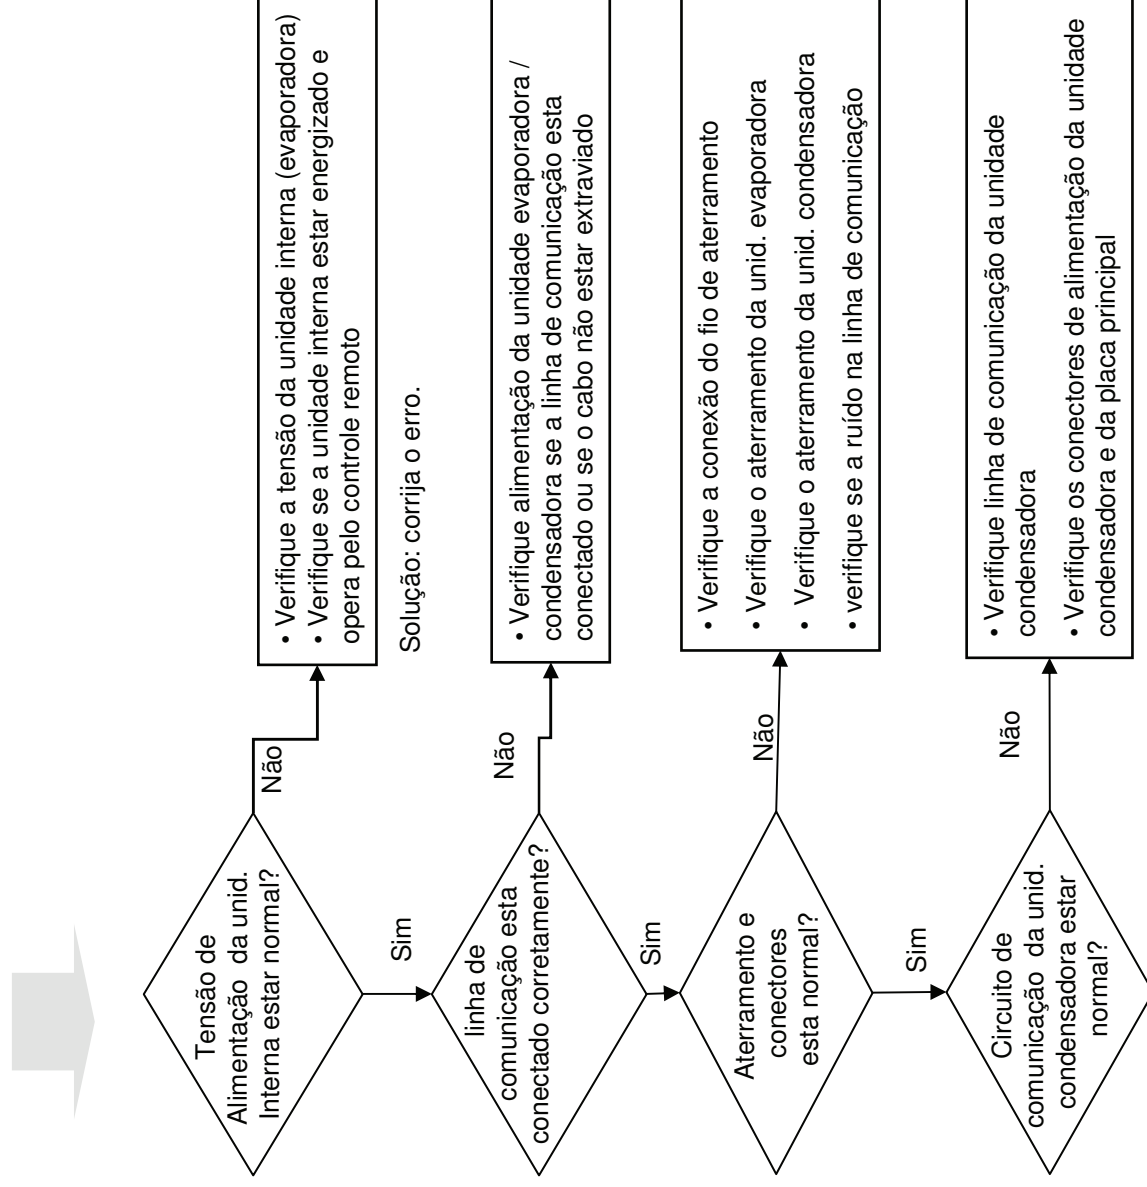 Tensão de
Alimentação da unid.
Interna estar normal?
Não
• Verifique a tensão da unidade interna (evaporadora)
• Verifique se a unidade interna estar energizado e
opera pelo controle remoto
Solução: corrija o erro.
Sim
linha de
comunicação esta
conectado corretamente?
Não
• Verifique alimentação da unidade evaporadora /
condensadora se a linha de comunicação esta
conectado ou se o cabo não estar extraviado
Sim
Aterramento e
conectores
esta normal?
Não
• Verifique a conexão do fio de aterramento
• Verifique o aterramento da unid. evaporadora
• Verifique o aterramento da unid. condensadora
• verifique se a ruído na linha de comunicação
Sim
Circuito de
comunicação da unid.
condensadora estar
normal?
Não
• Verifique linha de comunicação da unidade
condensadora
• Verifique os conectores de alimentação da unidade
condensadora e da placa principal